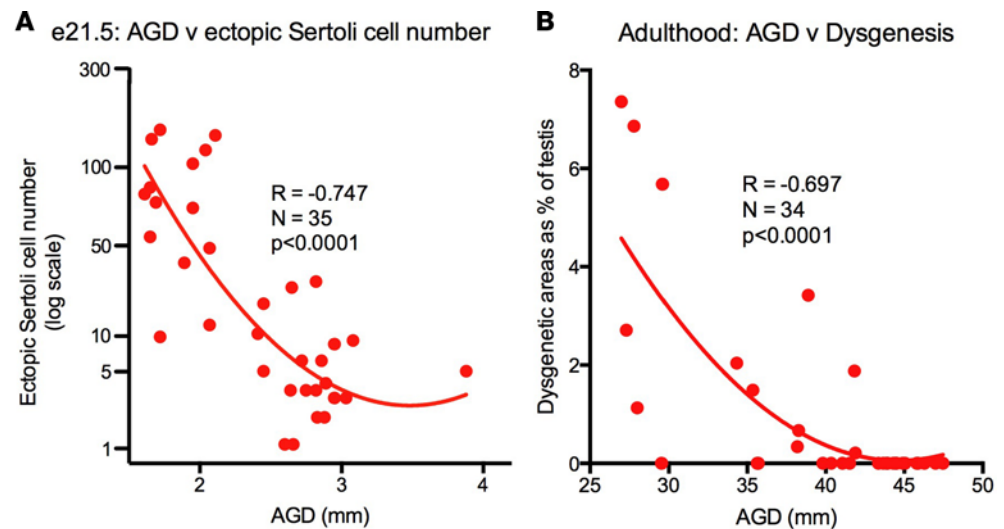 A e21.5: AGD v ectopic Sertoli cell number
Ectopic Sertoli cell number
(log scale)
300
100
50
10
5
1
R = -0.747
N = 35
p<0.0001
2 3 4
AGD (mm)
B Adulthood: AGD v Dysgenesis
Dysgenetic areas as % of testis
8
6
4
2
0
R = -0.697
N = 34
p<0.0001
25 30 35 40 45 50
AGD (mm)